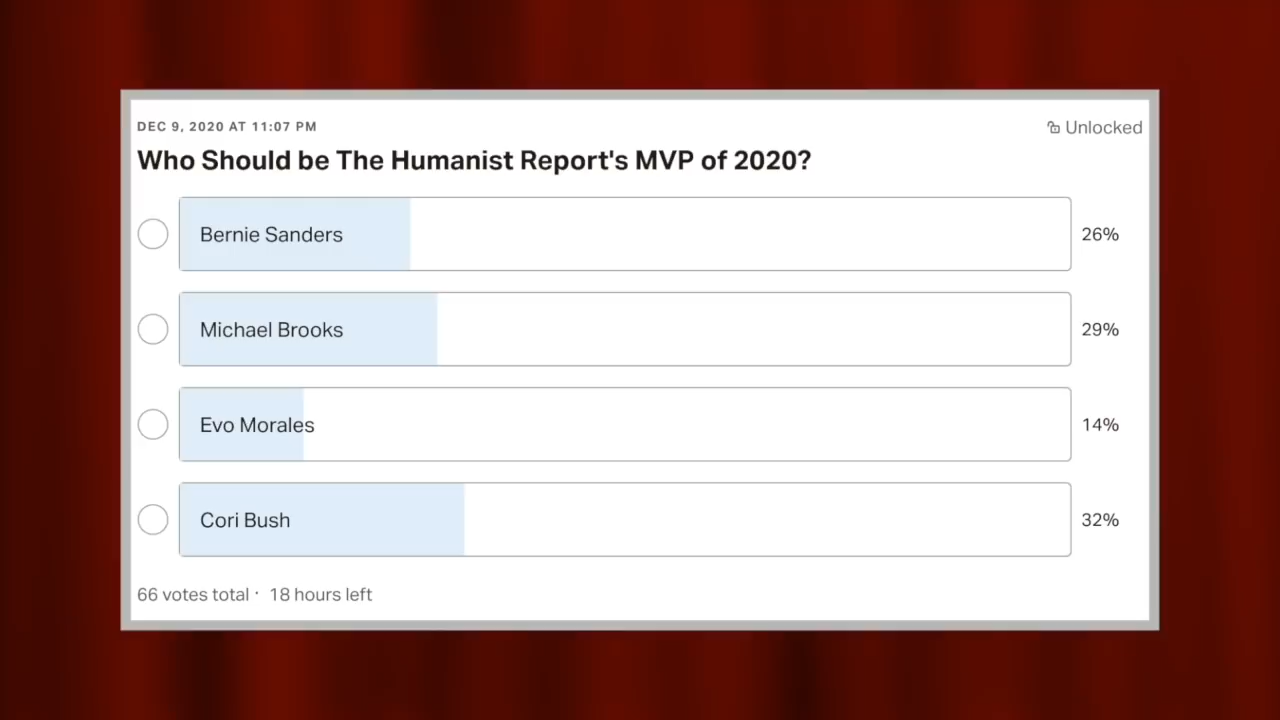 DEC 9, 2020 AT 11:07 PM
Unlocked
Who Should be The Humanist Report's MVP of 2020?
Bernie Sanders 26%
Michael Brooks 29%
Evo Morales 14%
Cori Bush 32%
66 votes total · 18 hours left